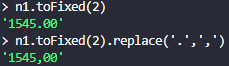 > n1.toFixed(2)
'1545.00'
> n1.toFixed(2).replace('.',',')
'1545,00'